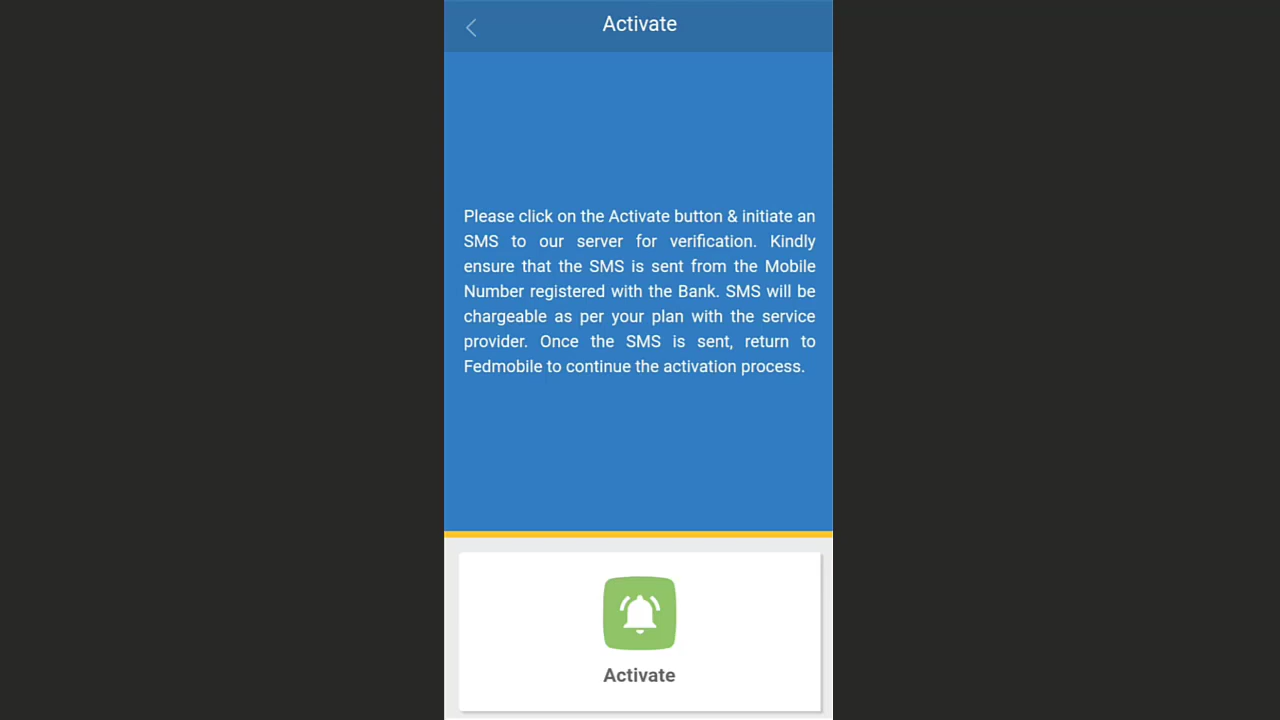 Activate
Please click on the Activate button & initiate an
SMS to our server for verification. Kindly
ensure that the SMS is sent from the Mobile
Number registered with the Bank. SMS will be
chargeable as per your plan with the service
provider. Once the SMS is sent, return to
Fedmobile to continue the activation process.
Activate